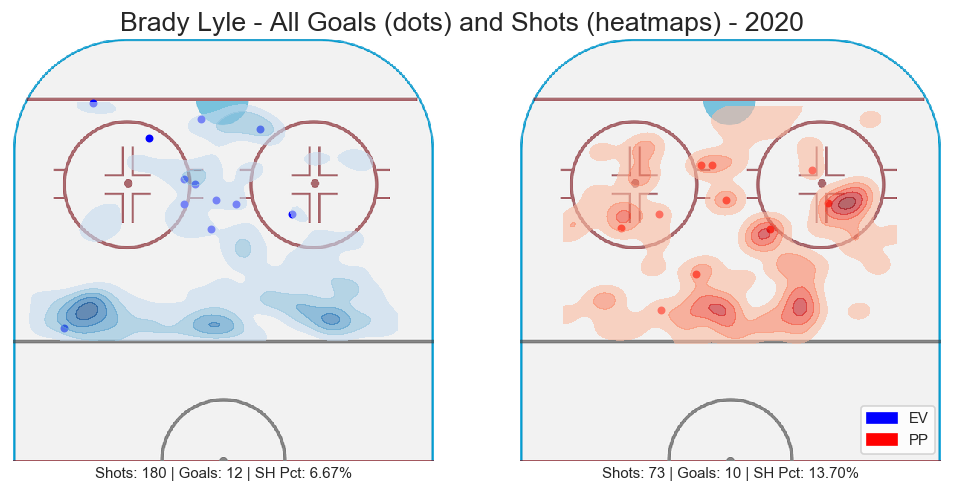 Brady Lyle - All Goals (dots) and Shots (heatmaps) - 2020
EV
PP
Shots: 180 | Goals: 12 | SH Pct: 6.67%
Shots: 73 | Goals: 10 | SH Pct: 13.70%